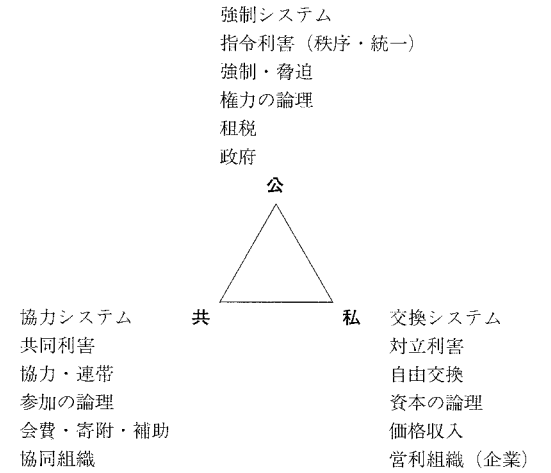 強制システム
指令利害（秩序・統一）
強制・脅迫
権力の論理
租税
政府
公
共
私
協力システム
共同利害
協力・連帯
参加の論理
会費・寄附・補助
協同組織
交換システム
対立利害
自由交換
資本の論理
価格収入
営利組織（企業）